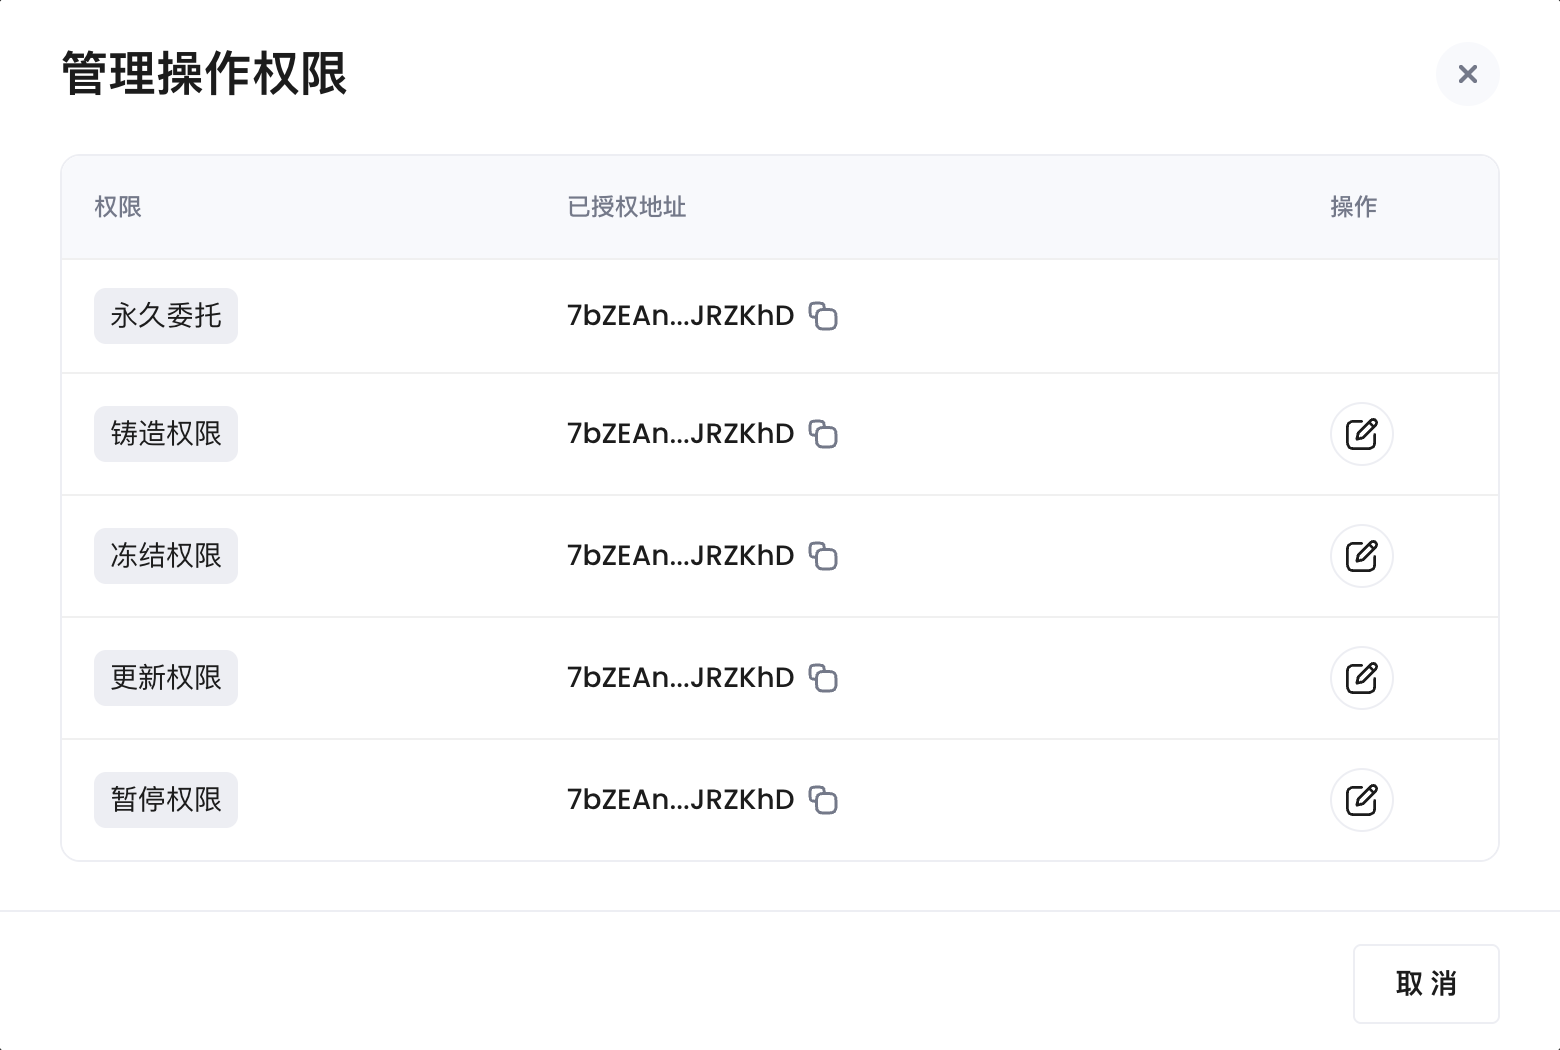 管理操作权限
权限 已授权地址 操作
永久委托 7bZEAn...JRZKhD
铸造权限 7bZEAn...JRZKhD
冻结权限 7bZEAn...JRZKhD
更新权限 7bZEAn...JRZKhD
暂停权限 7bZEAn...JRZKhD
取 消